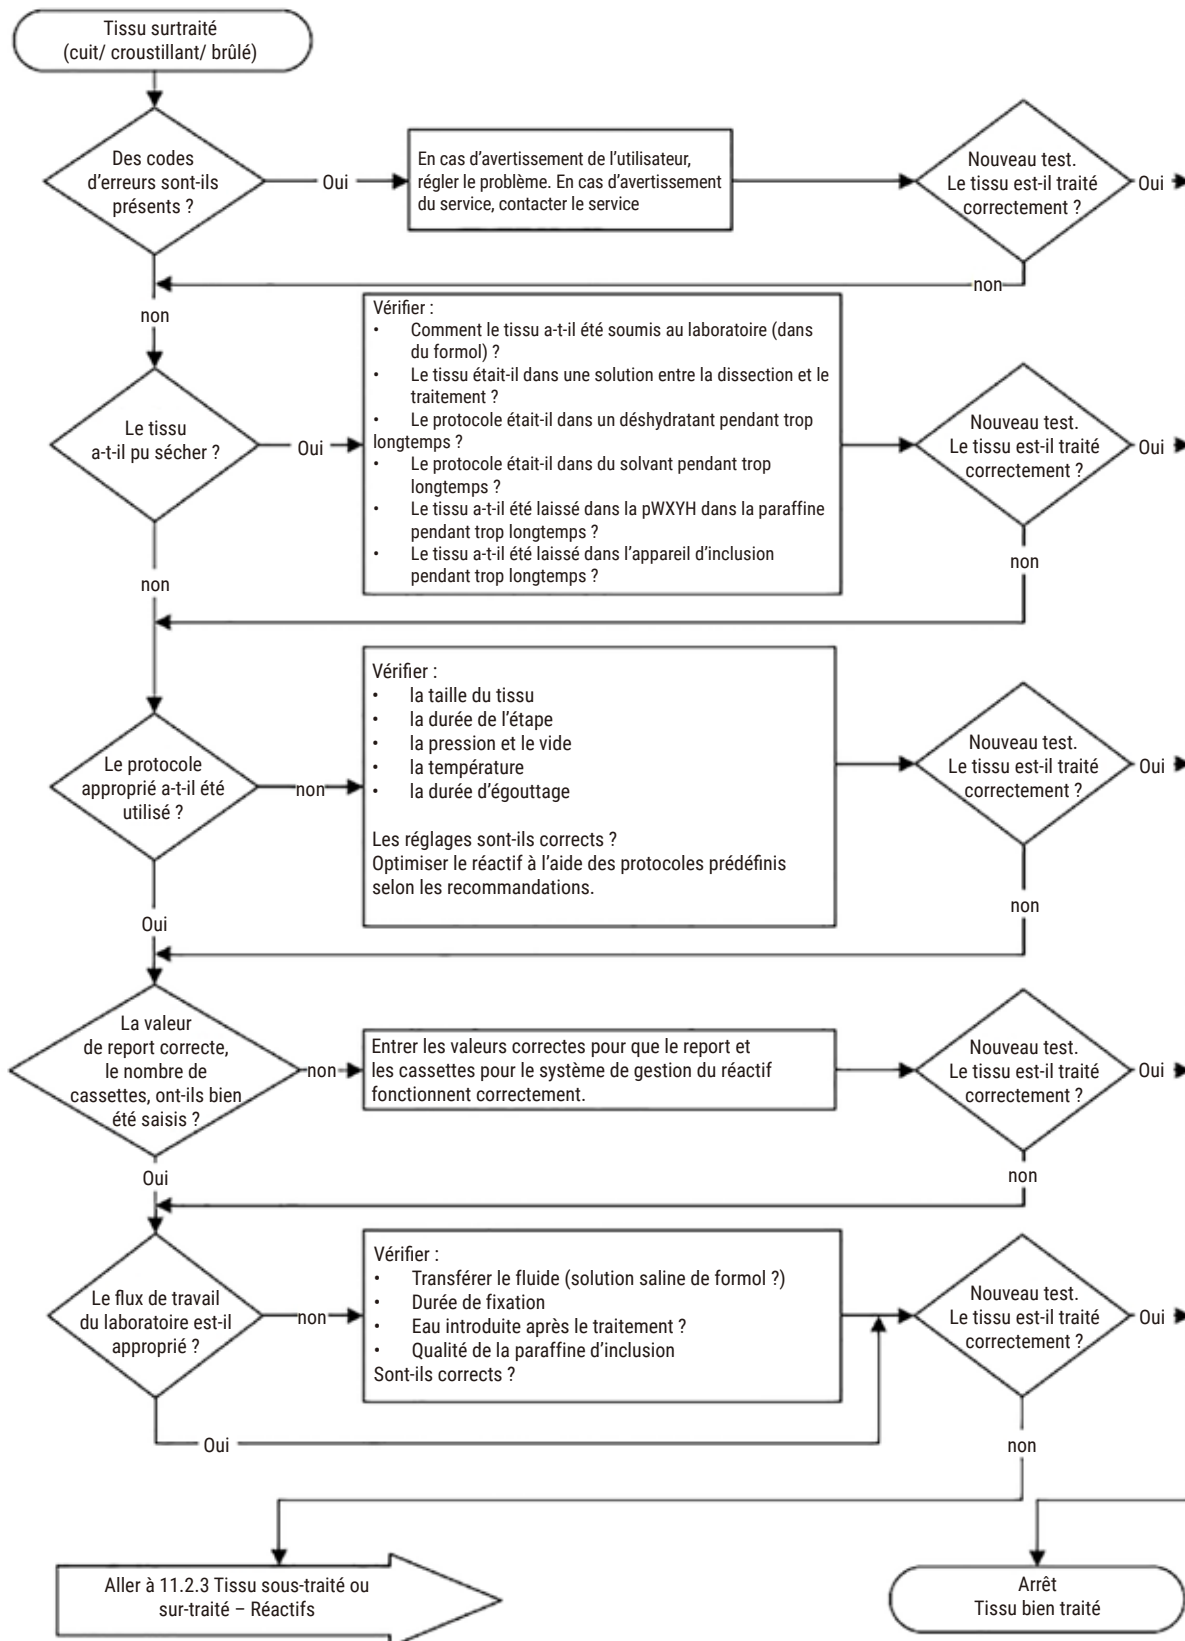 Tissu surtraité
(cuit/ croustillant/ brûlé)
Des codes
d'erreurs sont-ils
présents ?
Oui
En cas d'avertissement de l'utilisateur,
régler le problème. En cas d'avertissement
du service, contacter le service
Nouveau test.
Le tissu est-il traité
correctement ?
Oui
non
non
Le tissu
a-t-il pu sécher ?
Oui
Vérifier :
• Comment le tissu a-t-il été soumis au laboratoire (dans
du formol) ?
• Le tissu était-il dans une solution entre la dissection et le
traitement ?
• Le protocole était-il dans un déshydratant pendant trop
longtemps ?
• Le protocole était-il dans du solvant pendant trop
longtemps ?
• Le tissu a-t-il été laissé dans la pWXYH dans la paraffine
pendant trop longtemps ?
• Le tissu a-t-il été laissé dans l'appareil d'inclusion
pendant trop longtemps ?
Nouveau test.
Le tissu est-il traité
correctement ?
Oui
non
non
Le protocole
approprié a-t-il été
utilisé ?
non
Vérifier :
• la taille du tissu
• la durée de l'étape
• la pression et le vide
• la température
• la durée d'égouttage
Les réglages sont-ils corrects ?
Optimiser le réactif à l'aide des protocoles prédéfinis
selon les recommandations.
Nouveau test.
Le tissu est-il traité
correctement ?
Oui
non
Oui
La valeur
de report correcte,
le nombre de
cassettes, ont-ils bien
été saisis ?
non
Entrer les valeurs correctes pour que le report et
les cassettes pour le système de gestion du réactif
fonctionnent correctement.
Nouveau test.
Le tissu est-il traité
correctement ?
Oui
Oui
non
Le flux de travail
du laboratoire est-il
approprié ?
non
Vérifier :
• Transférer le fluide (solution saline de formol ?)
• Durée de fixation
• Eau introduite après le traitement ?
• Qualité de la paraffine d'inclusion
Sont-ils corrects ?
Nouveau test.
Le tissu est-il traité
correctement ?
Oui
Oui
non
Aller à 11.2.3 Tissu sous-traité ou
sur-traité – Réactifs
Arrêt
Tissu bien traité